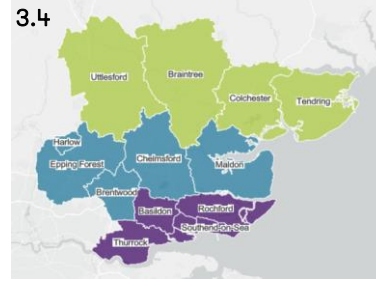 3.4
Uttlesford
Braintree
Colchester
Tendring
Harlow
Epping Forest
Chelmsford
Maldon
Brentwood
Basildon
Rochford
Southend-on-Sea
Thurrock